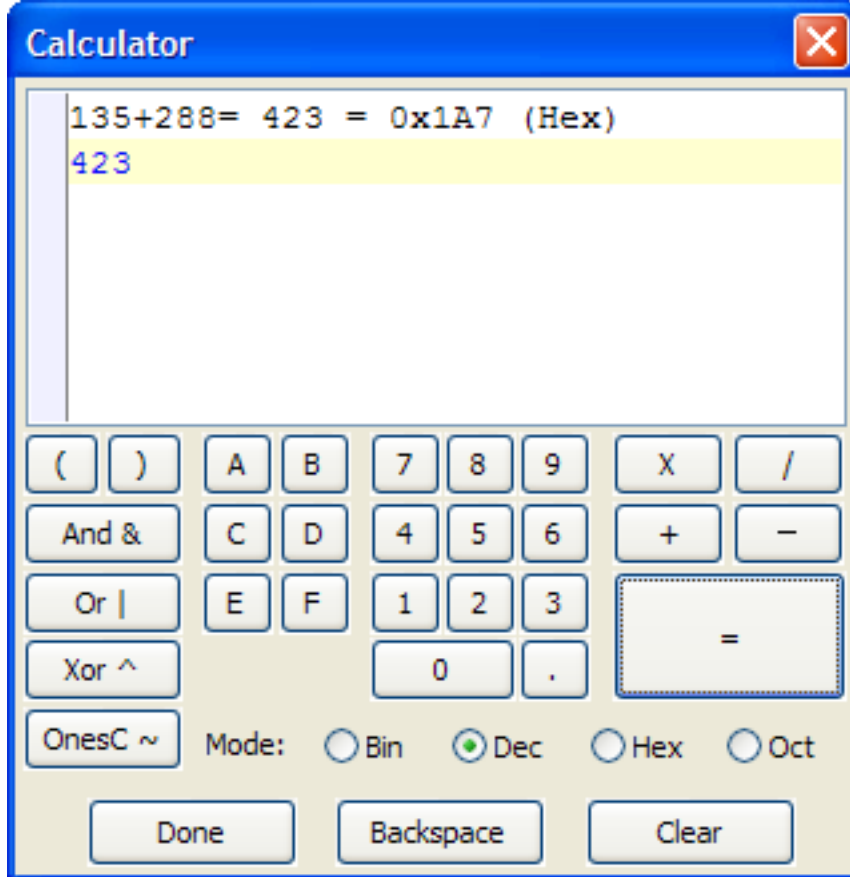 Calculator
135+288= 423 = 0x1A7 (Hex)
423
( ) A B 7 8 9 X /
And & C D 4 5 6 + −
Or | E F 1 2 3 =
Xor ^ 0 .
OnesC ~ Mode: Bin Dec Hex Oct
Done Backspace Clear